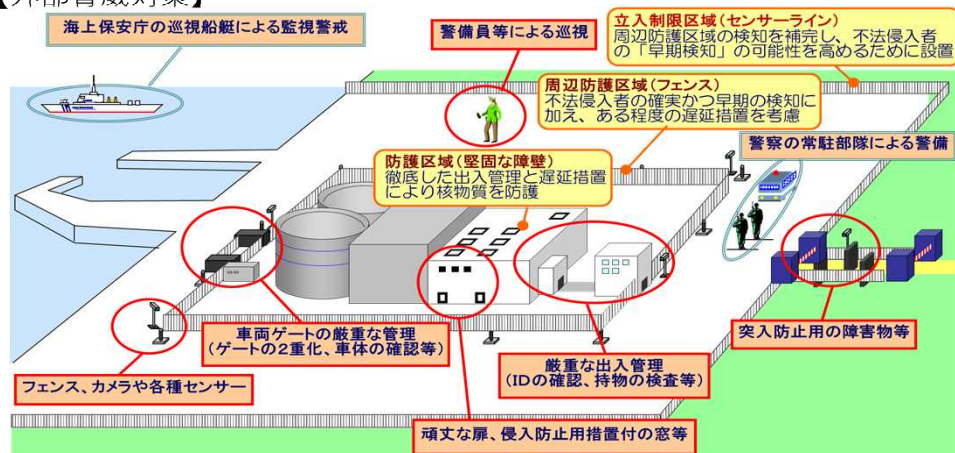 【外部脅威対策】
海上保安庁の巡視船艇による監視警戒
警備員等による巡視
立入制限区域(センサーライン)
周辺防護区域の検知を補完し、不法侵入者
の「早期検知」の可能性を高めるために設置
周辺防護区域(フェンス)
不法侵入者の確実かつ早期の検知に
加え、ある程度の遅延措置を考慮
警察の常駐部隊による警備
防護区域(堅固な障壁)
徹底した出入管理と遅延措置
により核物質を防護
車両ゲートの厳重な管理
(ゲートの2重化、車体の確認等)
突入防止用の障害物等
厳重な出入管理
(IDの確認、持物の検査等)
フェンス、カメラや各種センサー
頑丈な扉、侵入防止用措置付の窓等